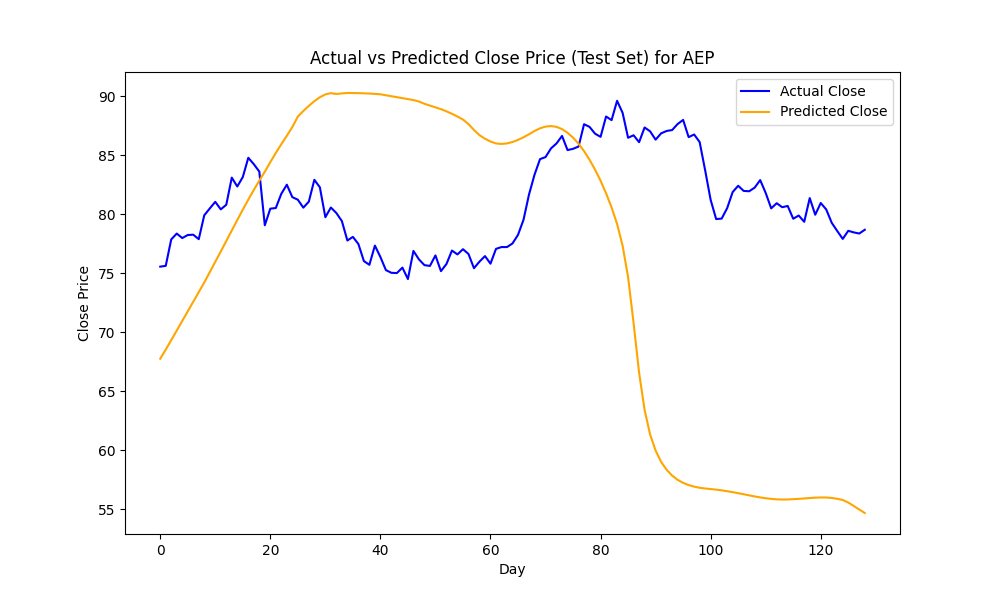 Actual vs Predicted Close Price (Test Set) for AEP
Actual Close
Predicted Close
Close Price
90
85
80
75
70
65
60
55
0 20 40 60 80 100 120
Day